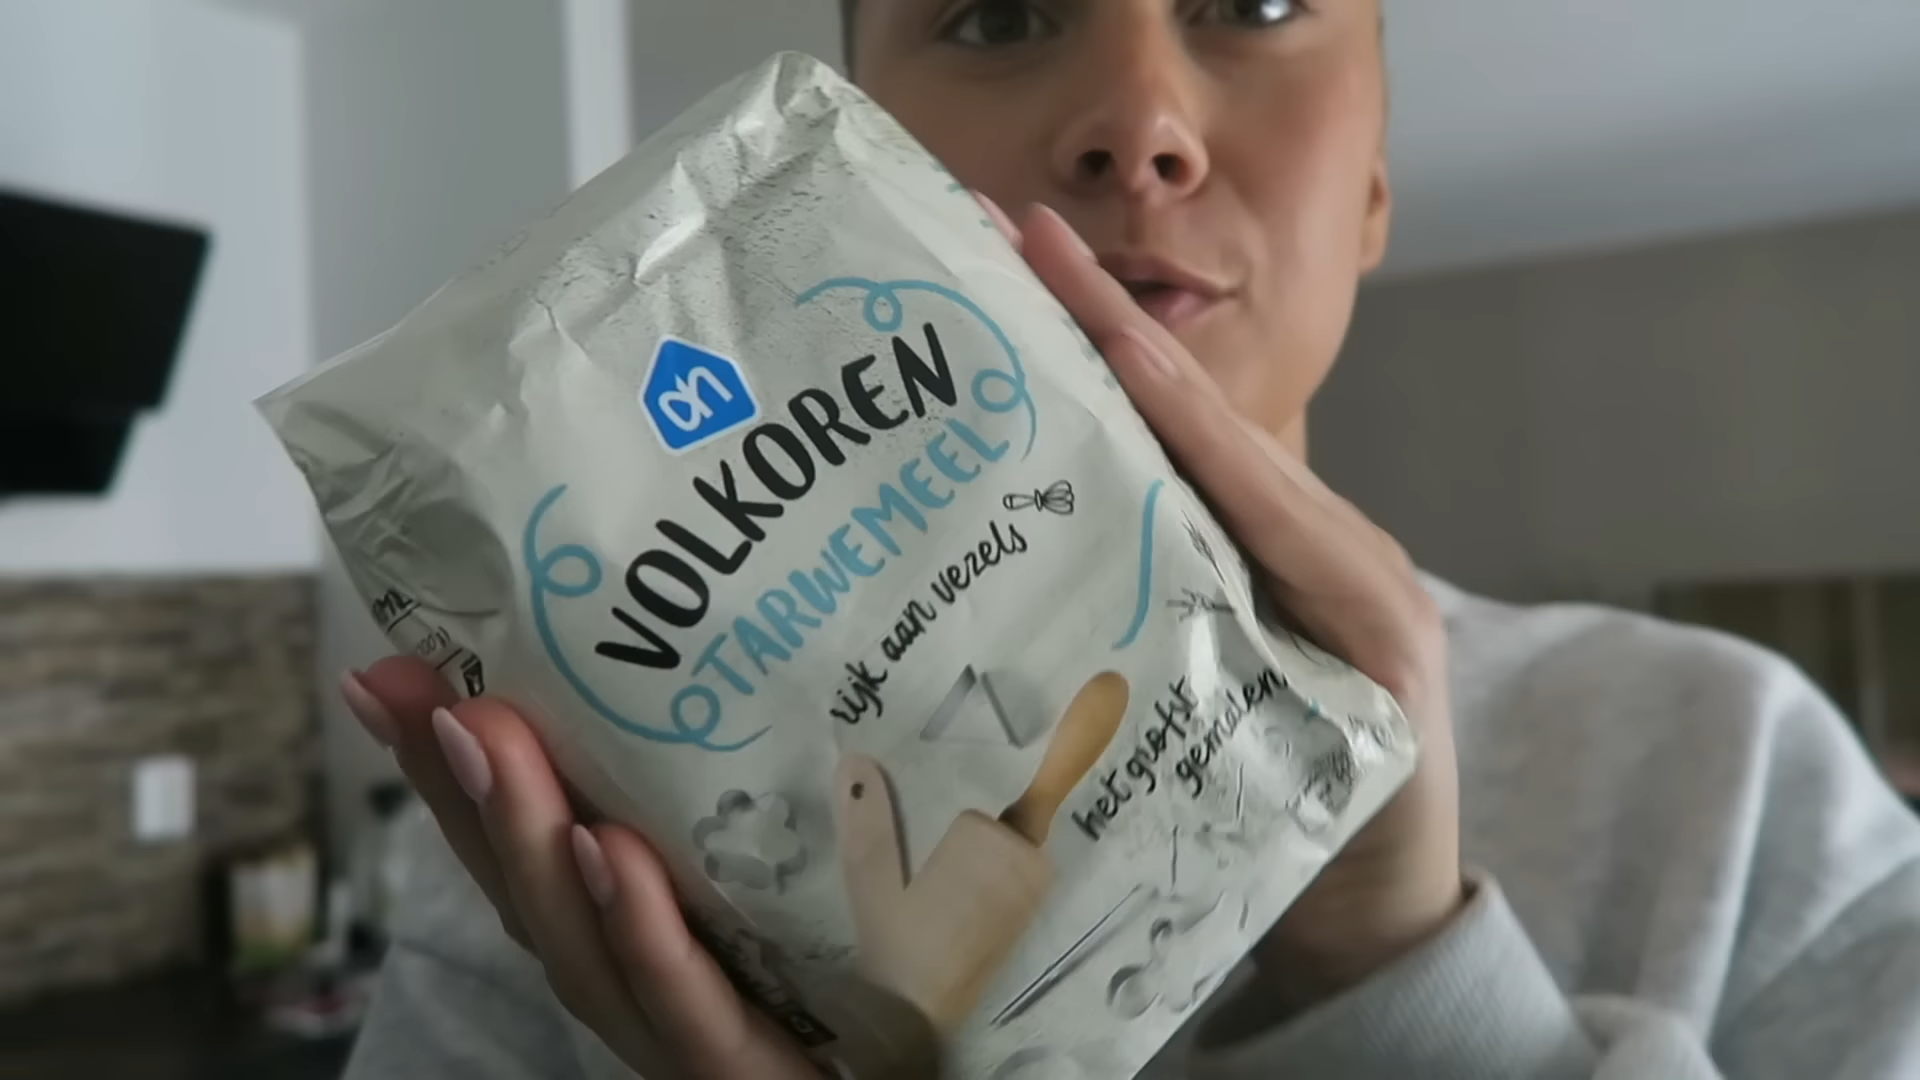 ah
VOLKOREN
TARWEMEEL
rijk aan vezels
het grofst
gemalen